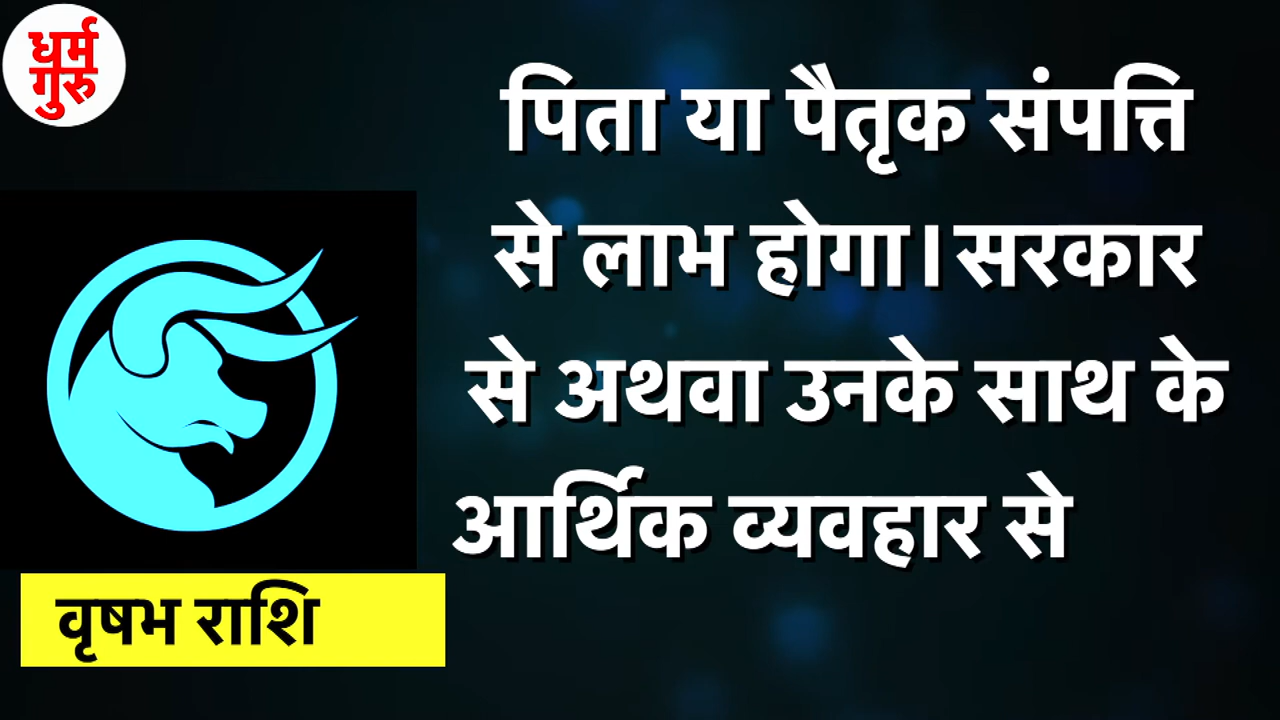 धर्म
गुरु
पिता या पैतृक संपत्ति
से लाभ होगा।सरकार
से अथवा उनके साथ के
आर्थिक व्यवहार से
वृषभ राशि